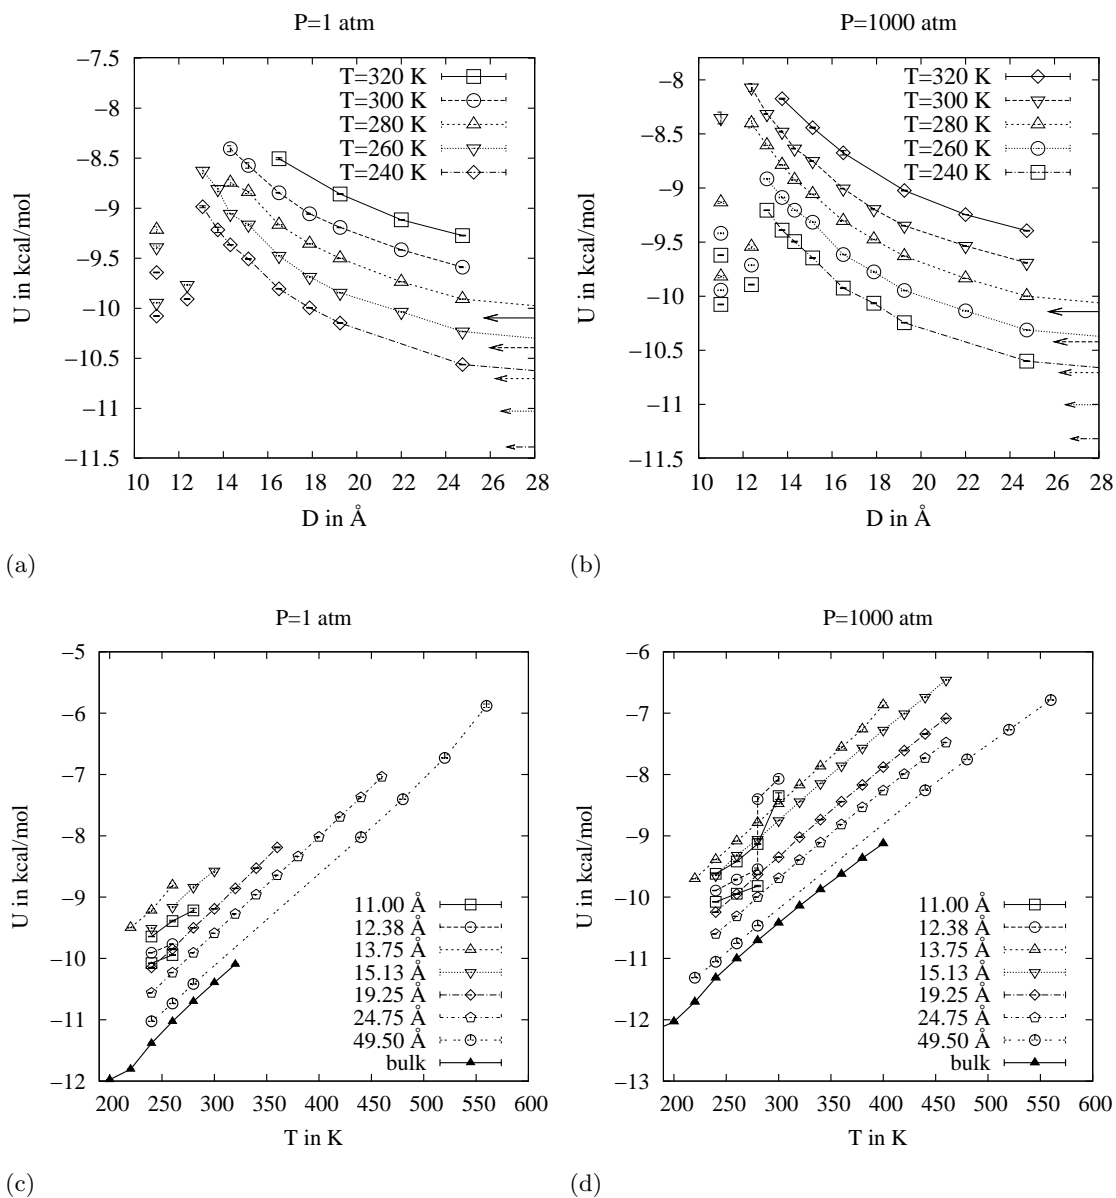 P=1 atm
U in kcal/mol
−7.5
−8
−8.5
−9
−9.5
−10
−10.5
−11
−11.5
T=320 K
T=300 K
T=280 K
T=260 K
T=240 K
10 12 14 16 18 20 22 24 26 28
D in Å
(a)
P=1000 atm
U in kcal/mol
−8
−8.5
−9
−9.5
−10
−10.5
−11
−11.5
T=320 K
T=300 K
T=280 K
T=260 K
T=240 K
10 12 14 16 18 20 22 24 26 28
D in Å
(b)
P=1 atm
U in kcal/mol
−5
−6
−7
−8
−9
−10
−11
−12
11.00 Å
12.38 Å
13.75 Å
15.13 Å
19.25 Å
24.75 Å
49.50 Å
bulk
200 250 300 350 400 450 500 550 600
T in K
(c)
P=1000 atm
U in kcal/mol
−6
−7
−8
−9
−10
−11
−12
−13
11.00 Å
12.38 Å
13.75 Å
15.13 Å
19.25 Å
24.75 Å
49.50 Å
bulk
200 250 300 350 400 450 500 550 600
T in K
(d)